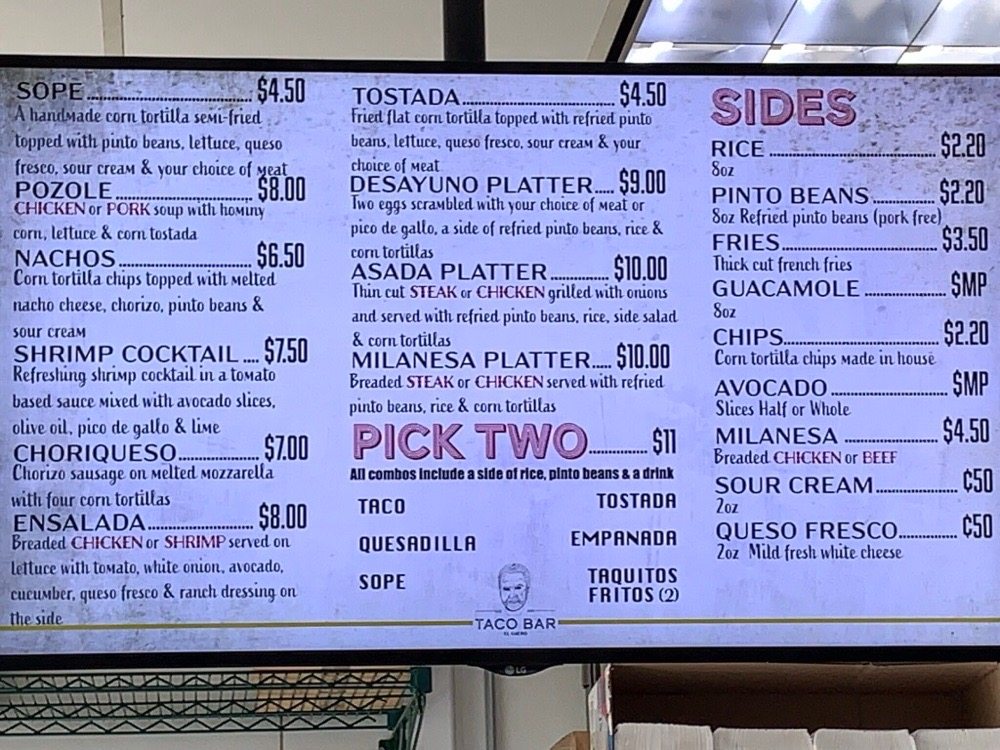 SOPE $4.50
A handmade corn tortilla semi-fried
topped with pinto beans, lettuce, queso
fresco, sour cream & your choice of meat
POZOLE $8.00
CHICKEN or PORK soup with hominy
corn, lettuce & corn tostada
NACHOS $6.50
Corn tortilla chips topped with melted
nacho cheese, chorizo, pinto beans &
sour cream
SHRIMP COCKTAIL $7.50
Refreshing shrimp cocktail in a tomato
based sauce mixed with avocado slices,
olive oil, pico de gallo & lime
CHORIQUESO $7.00
Chorizo sausage on melted mozzarella
with four corn tortillas
ENSALADA $8.00
Breaded CHICKEN or SHRIMP served on
lettuce with tomato, white onion, avocado,
cucumber, queso fresco & ranch dressing on
the side
TOSTADA $4.50
Fried flat corn tortilla topped with refried pinto
beans, lettuce, queso fresco, sour cream & your
choice of meat
DESAYUNO PLATTER $9.00
Two eggs scrambled with your choice of meat or
pico de gallo, a side of refried pinto beans, rice &
corn tortillas
ASADA PLATTER $10.00
Thin cut STEAK or CHICKEN grilled with onions
and served with refried pinto beans, rice, side salad
& corn tortillas
MILANESA PLATTER $10.00
Breaded STEAK or CHICKEN served with refried
pinto beans, rice & corn tortillas
PICK TWO $11
All combos include a side of rice, pinto beans & a drink
TACO
QUESADILLA
SOPE
TOSTADA
EMPANADA
TAQUITOS
FRITOS (2)
TACO BAR
EL GUERO
SIDES
RICE $2.20
8oz
PINTO BEANS $2.20
8oz Refried pinto beans (pork free)
FRIES $3.50
Thick cut french fries
GUACAMOLE $MP
8oz
CHIPS $2.20
Corn tortilla chips made in house
AVOCADO $MP
Slices Half or Whole
MILANESA $4.50
Breaded CHICKEN or BEEF
SOUR CREAM ¢50
2oz
QUESO FRESCO ¢50
2oz Mild fresh white cheese
LG